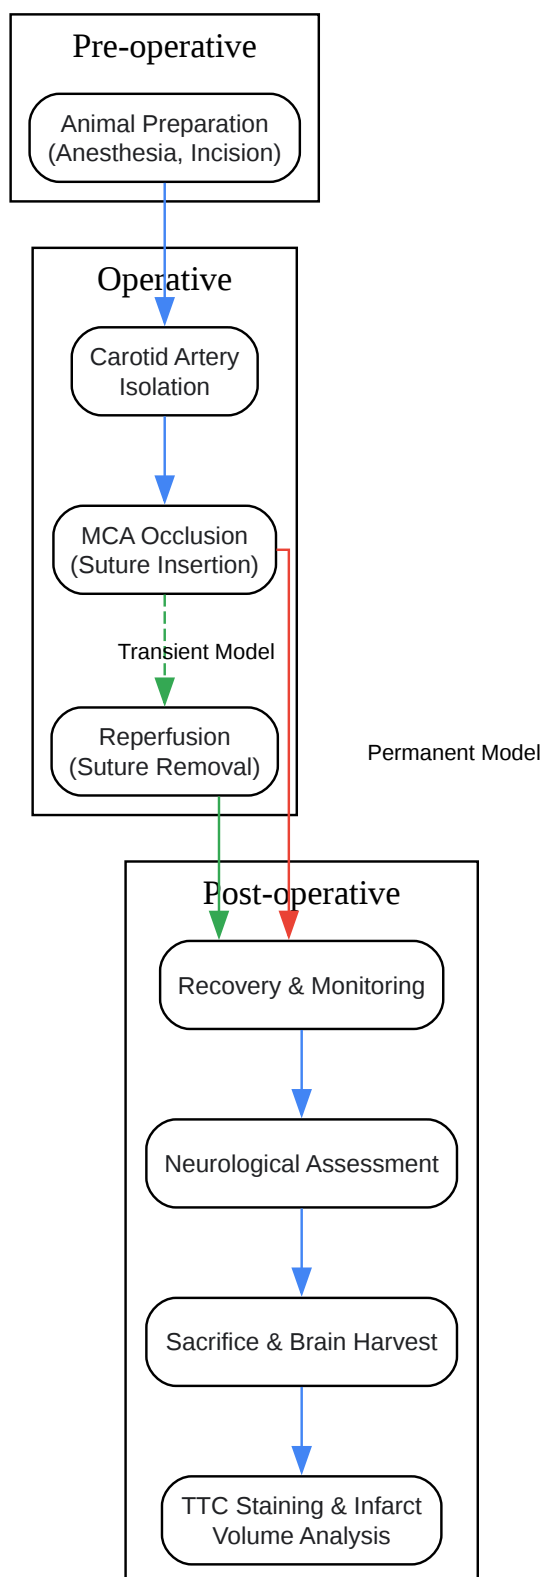 Pre-operative
Animal Preparation
(Anesthesia, Incision)
Operative
Carotid Artery
Isolation
MCA Occlusion
(Suture Insertion)
Transient Model
Reperfusion
(Suture Removal)
Permanent Model
Post-operative
Recovery & Monitoring
Neurological Assessment
Sacrifice & Brain Harvest
TTC Staining & Infarct
Volume Analysis